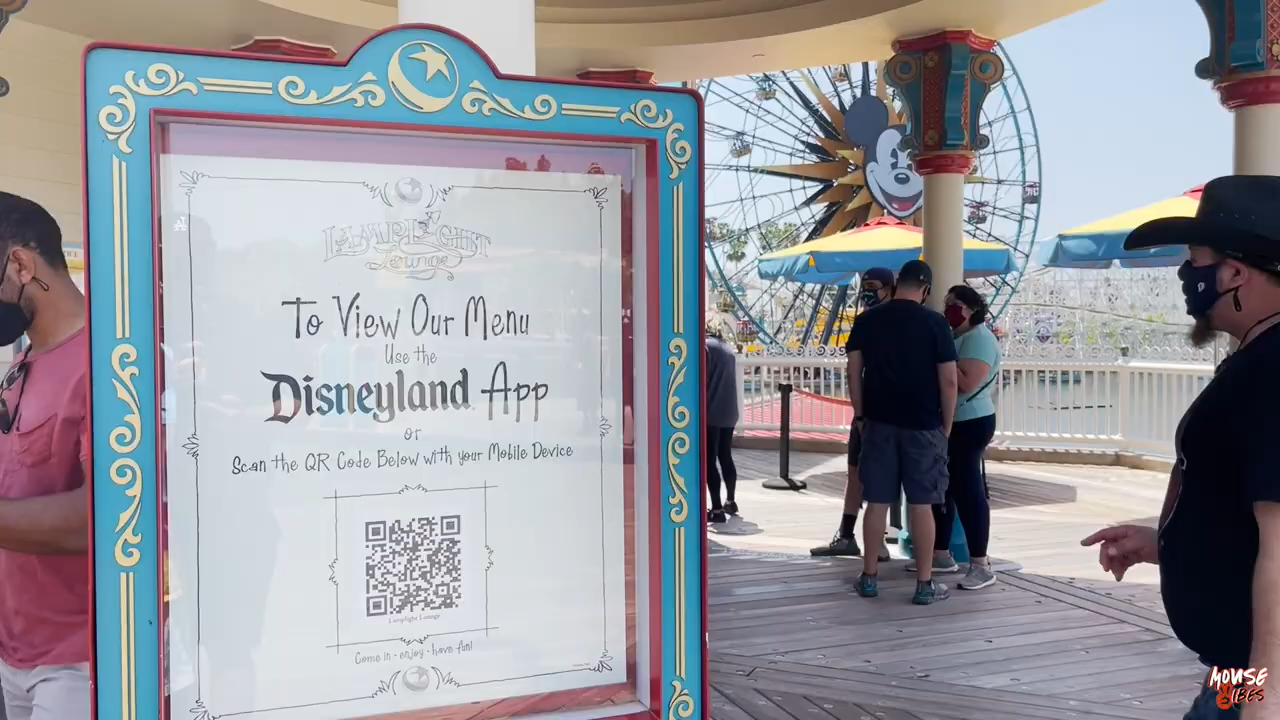 LAMPLIGHT
Lounge
To View Our Menu
Use the
Disneyland App
or
Scan the QR Code Below with your Mobile Device
Lamplight Lounge
Come in - enjoy - have fun!
MOUSE
VIBES